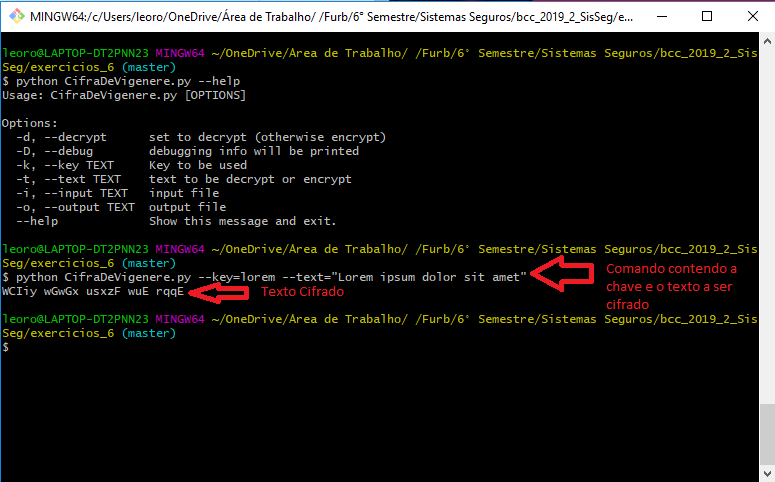 MINGW64:/c/Users/leoro/OneDrive/Área de Trabalho/ /Furb/6° Semestre/Sistemas Seguros/bcc_2019_2_SisSeg/e...
leoro@LAPTOP-DT2PNN23 MINGW64 ~/OneDrive/Área de Trabalho/ /Furb/6° Semestre/Sistemas Seguros/bcc_2019_2_Sis
Seg/exercicios_6 (master)
$ python CifraDeVigenere.py --help
Usage: CifraDeVigenere.py [OPTIONS]
Options:
-d, --decrypt set to decrypt (otherwise encrypt)
-D, --debug debugging info will be printed
-k, --key TEXT Key to be used
-t, --text TEXT text to be decrypt or encrypt
-i, --input TEXT input file
-o, --output TEXT output file
--help Show this message and exit.
leoro@LAPTOP-DT2PNN23 MINGW64 ~/OneDrive/Área de Trabalho/ /Furb/6° Semestre/Sistemas Seguros/bcc_2019_2_Sis
Seg/exercicios_6 (master)
$ python CifraDeVigenere.py --key=lorem --text="Lorem ipsum dolor sit amet"
WCIiy wGwGx usxzF wuE rqqE
Texto Cifrado
Comando contendo a
chave e o texto a ser
cifrado
leoro@LAPTOP-DT2PNN23 MINGW64 ~/OneDrive/Área de Trabalho/ /Furb/6° Semestre/Sistemas Seguros/bcc_2019_2_Sis
Seg/exercicios_6 (master)
$